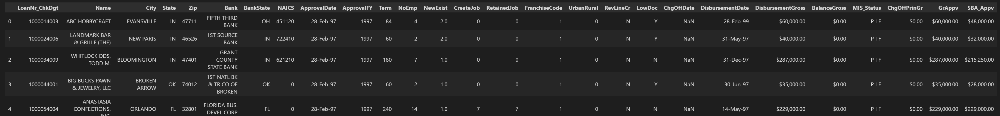 LoanNr_ChkDgt Name City State Zip Bank BankState NAICS ApprovalDate ApprovalFY Term NoEmp NewExist CreateJob RetainedJob FranchiseCode UrbanRural RevLineCr LowDoc ChgOffDate DisbursementDate DisbursementGross BalanceGross MIS_Status ChgOffPrinGr GrAppv SBA_Appv
0 1000014003 ABC HOBBYCRAFT EVANSVILLE IN 47711 FIFTH THIRD BANK OH 451120 28-Feb-97 1997 84 4 2.0 0 0 1 0 N Y NaN 28-Feb-99 $60,000.00 $0.00 P I F $0.00 $60,000.00 $48,000.00
1 1000024006 LANDMARK BAR & GRILLE (THE) NEW PARIS IN 46526 1ST SOURCE BANK IN 722410 28-Feb-97 1997 60 2 2.0 0 0 1 0 N Y NaN 31-May-97 $40,000.00 $0.00 P I F $0.00 $40,000.00 $32,000.00
2 1000034009 WHITLOCK DDS, TODD M. BLOOMINGTON IN 47401 GRANT COUNTY STATE BANK IN 621210 28-Feb-97 1997 180 7 1.0 0 0 1 0 N N NaN 31-Dec-97 $287,000.00 $0.00 P I F $0.00 $287,000.00 $215,250.00
3 1000044001 BIG BUCKS PAWN & JEWELRY, LLC BROKEN ARROW OK 74012 1ST NATL BK & TR CO OF BROKEN OK 0 28-Feb-97 1997 60 2 1.0 0 0 1 0 N Y NaN 30-Jun-97 $35,000.00 $0.00 P I F $0.00 $35,000.00 $28,000.00
4 1000054004 ANASTASIA CONFECTIONS, INC. ORLANDO FL 32801 FLORIDA BUS. DEVEL CORP FL 0 28-Feb-97 1997 240 14 1.0 7 7 1 0 N N NaN 14-May-97 $229,000.00 $0.00 P I F $0.00 $229,000.00 $229,000.00